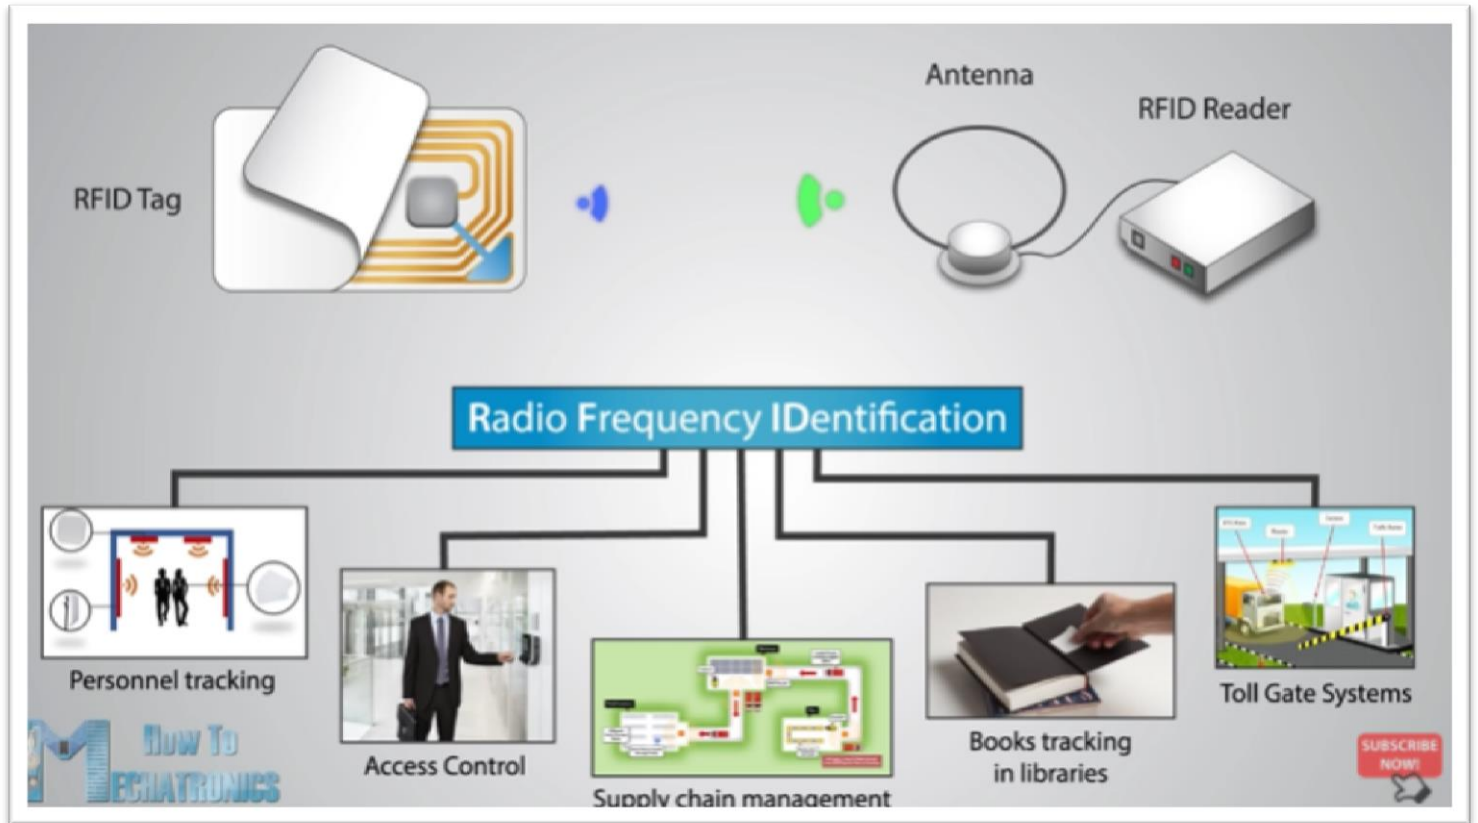 Antenna
RFID Reader
RFID Tag
Radio Frequency IDentification
Personnel tracking
Access Control
Supply chain management
Books tracking
in libraries
Toll Gate Systems
HOW TO
MECHATRONICS
SUBSCRIBE
NOW!